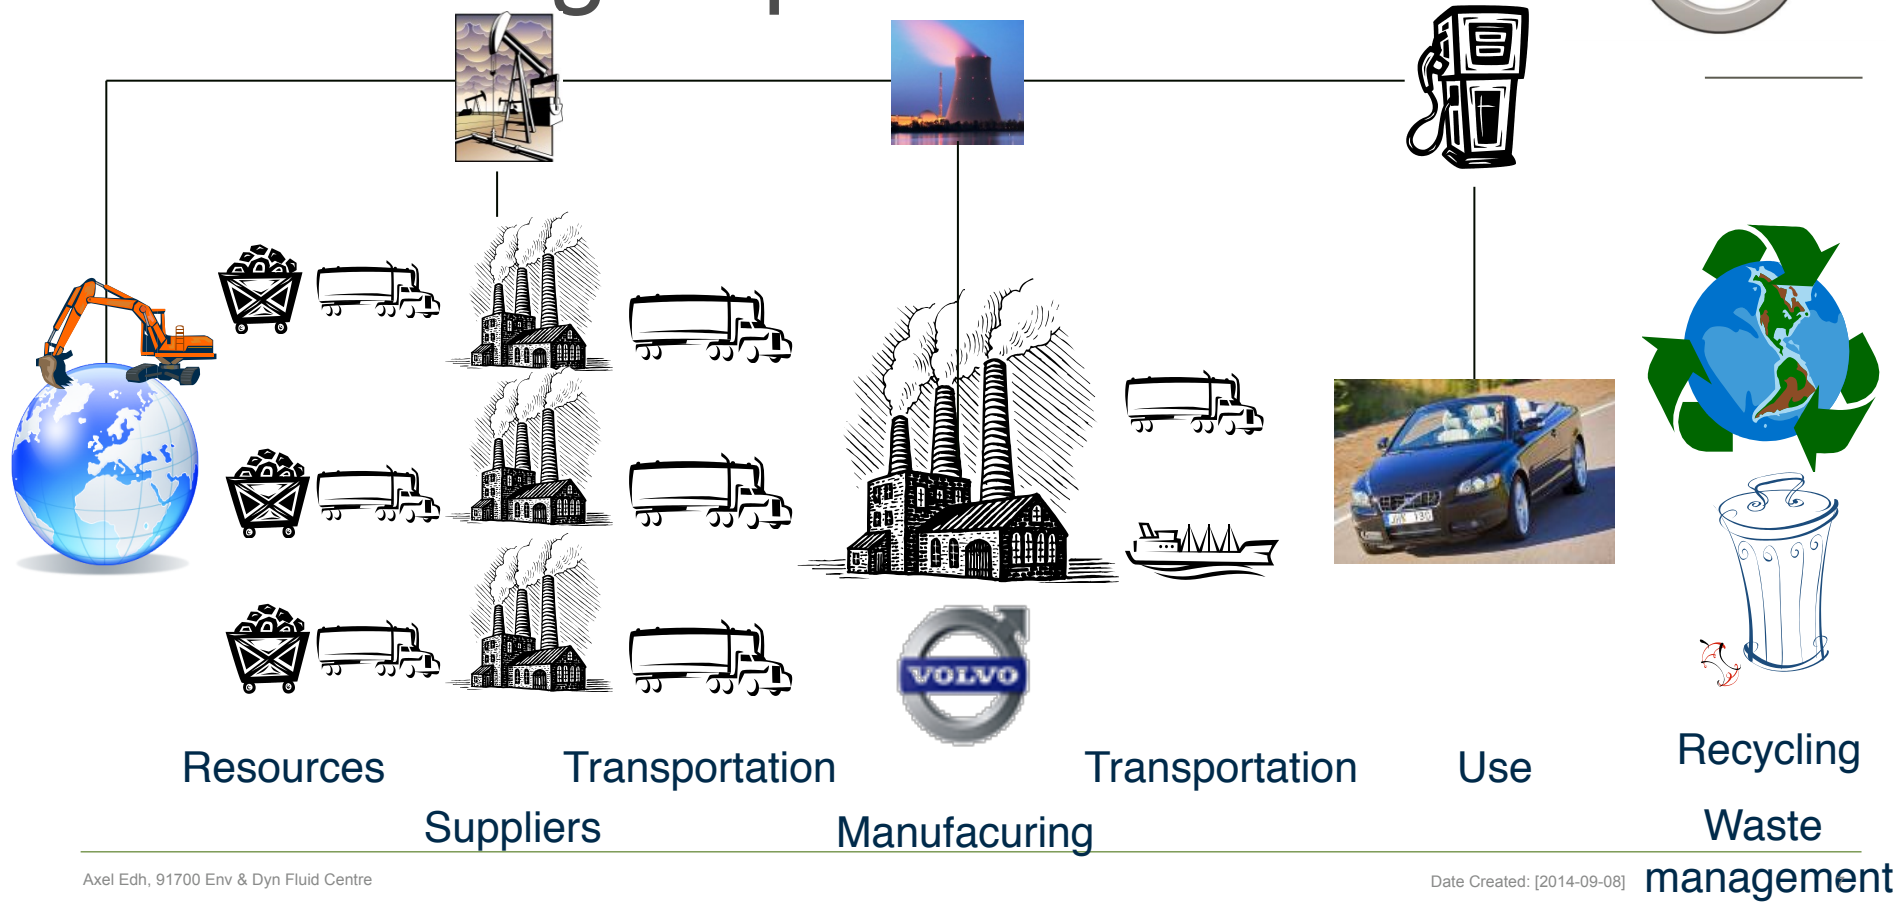 VOLVO
Resources
Transportation
Transportation
Use
Recycling
Suppliers
Manufacuring
Waste
management
Axel Edh, 91700 Env & Dyn Fluid Centre
Date Created: [2014-09-08]